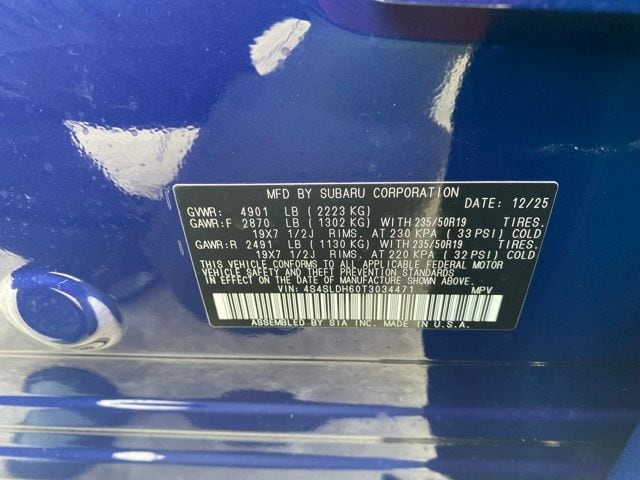 MFD BY SUBARU CORPORATION DATE: 12/25
GVWR: 4901 LB (2223 KG)
GAWR:F 2870 LB (1302 KG) WITH 235/50R19 TIRES.
19X7 1/2J RIMS. AT 230 KPA (33 PSI) COLD
GAWR:R 2491 LB (1130 KG) WITH 235/50R19 TIRES.
19X7 1/2J RIMS. AT 220 KPA (32 PSI) COLD
THIS VEHICLE CONFORMS TO ALL APPLICABLE FEDERAL MOTOR
VEHICLE SAFETY AND THEFT PREVENTION STANDARDS
IN EFFECT ON THE DATE OF MANUFACTURE SHOWN ABOVE.
VIN: 4S4SLDH60T3034471 MPV
ASSEMBLED BY SIA INC. MADE IN U.S.A.